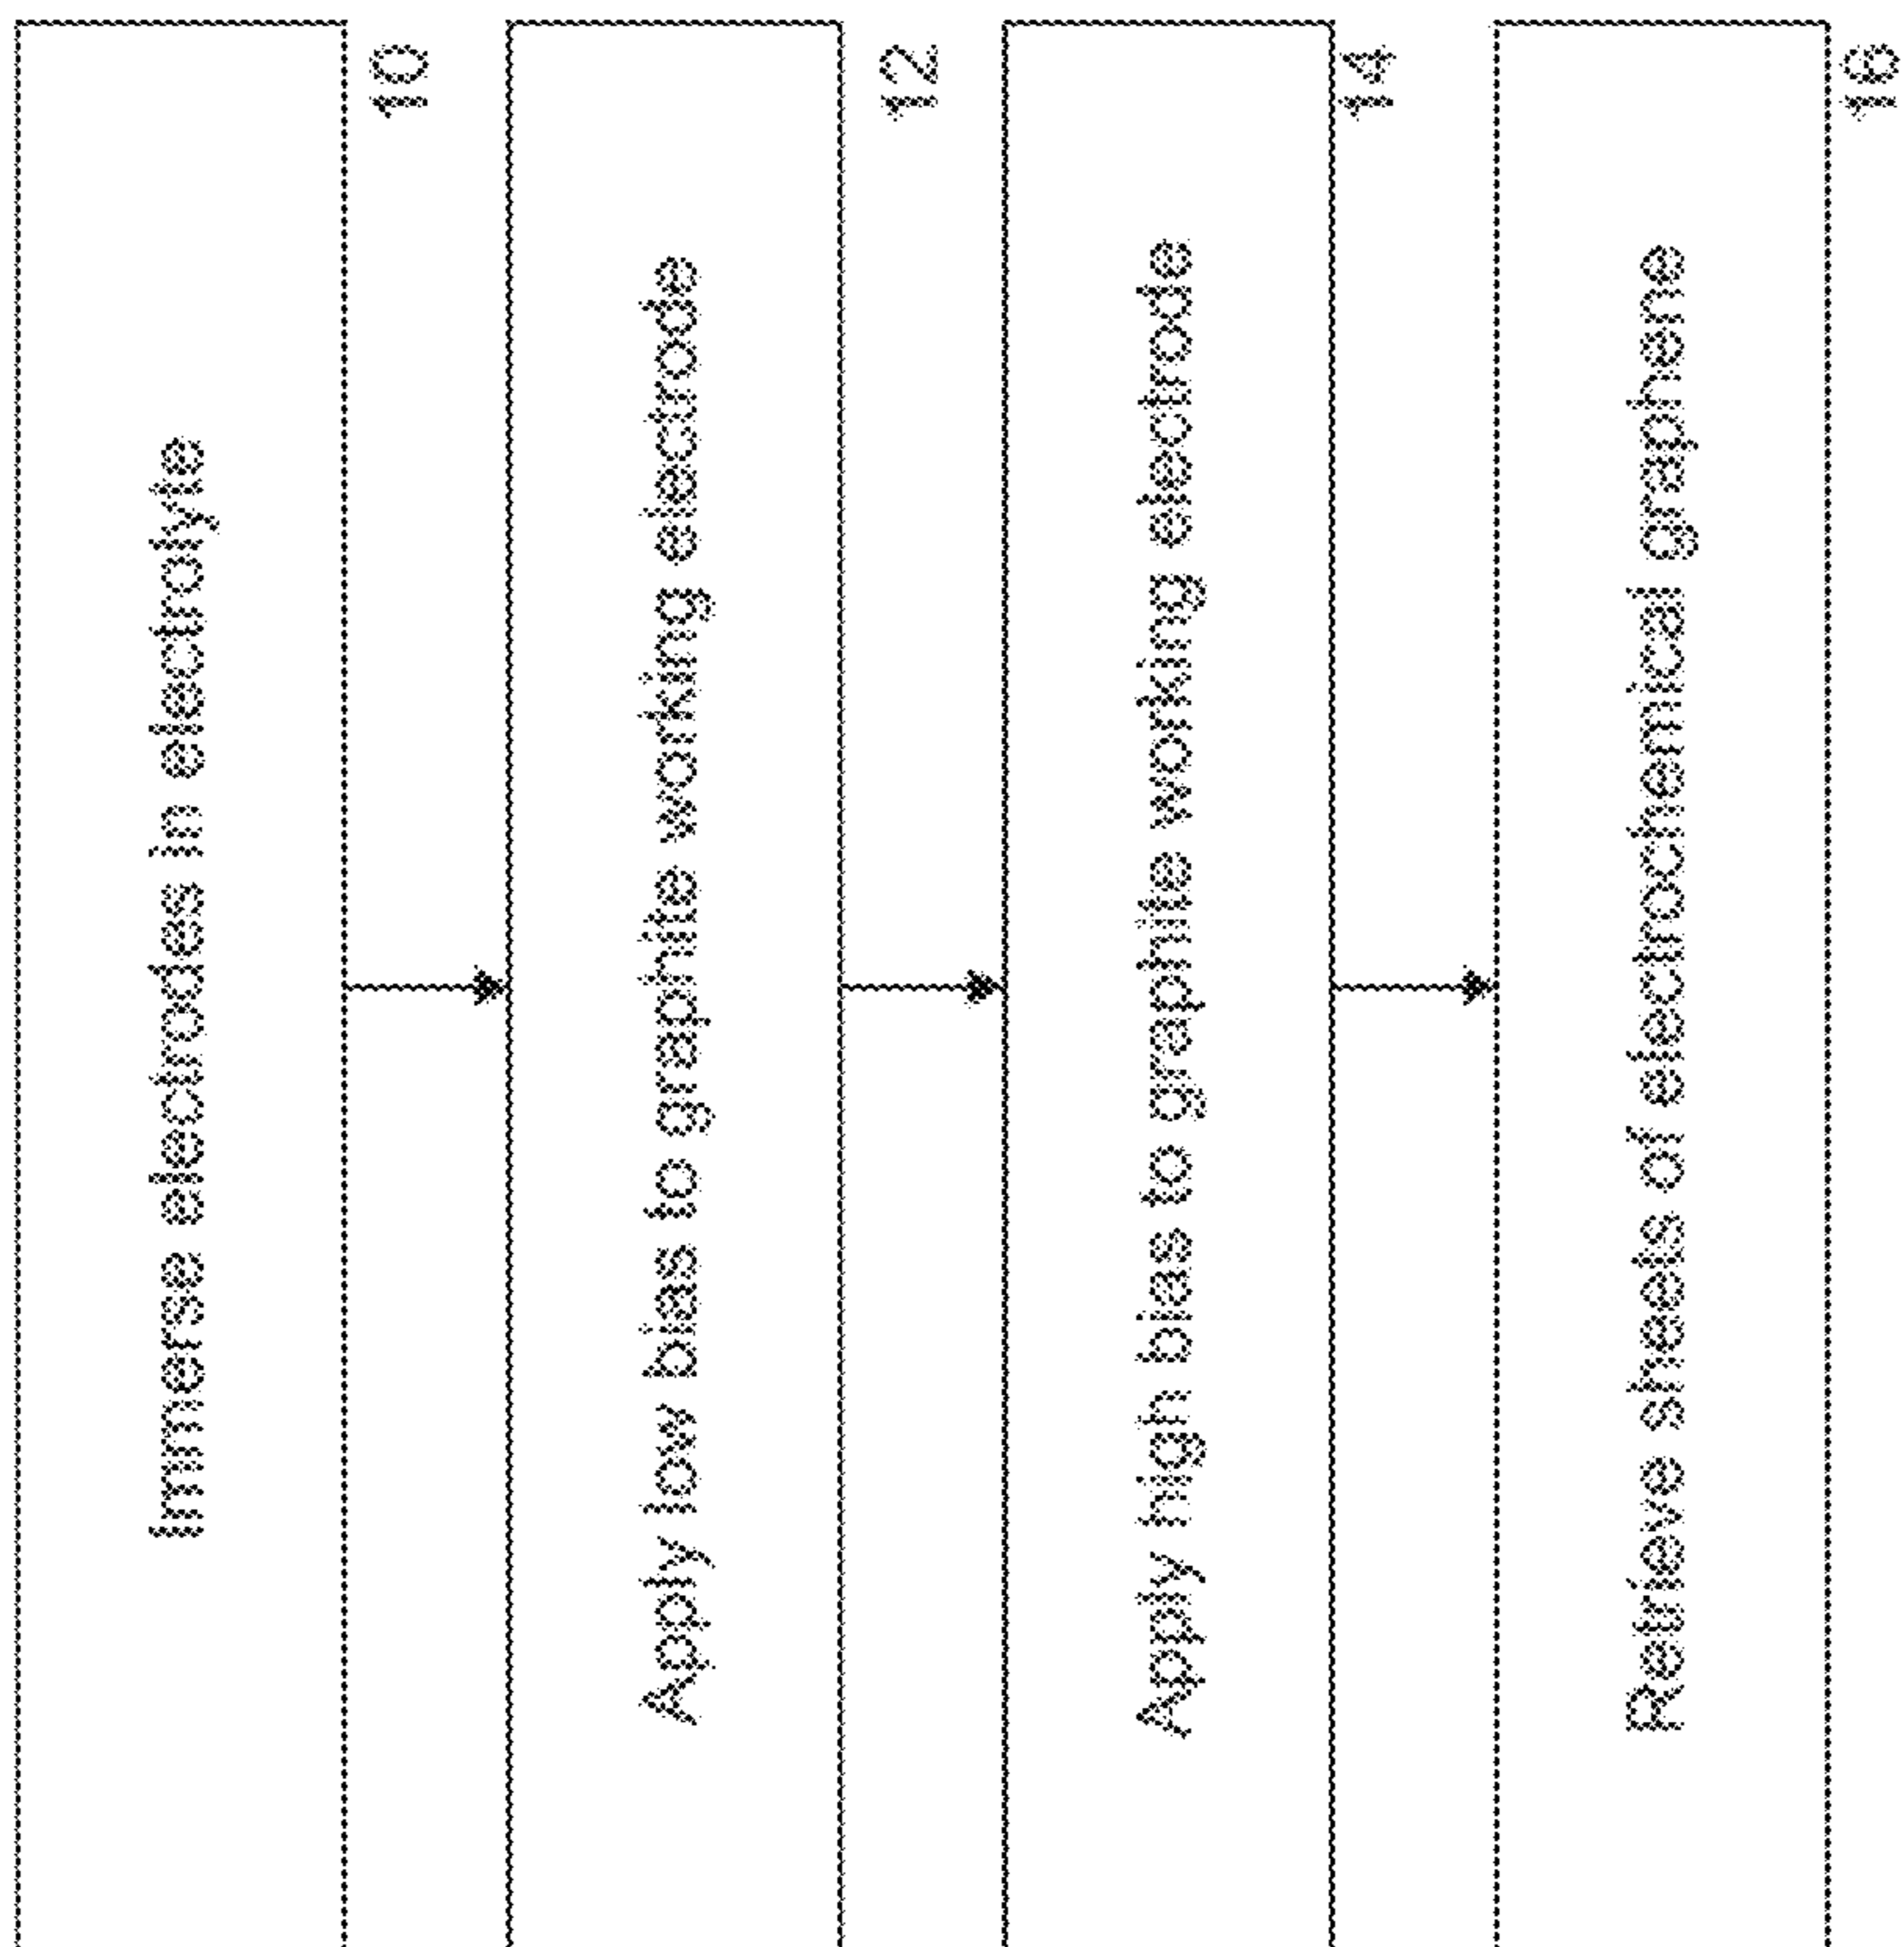 Immerse electrodes in electrolyte
10
Apply low bias to graphite working electrode
12
Apply high bias to graphite working electrode
14
Retrieve sheets of electrochemical graphene
16